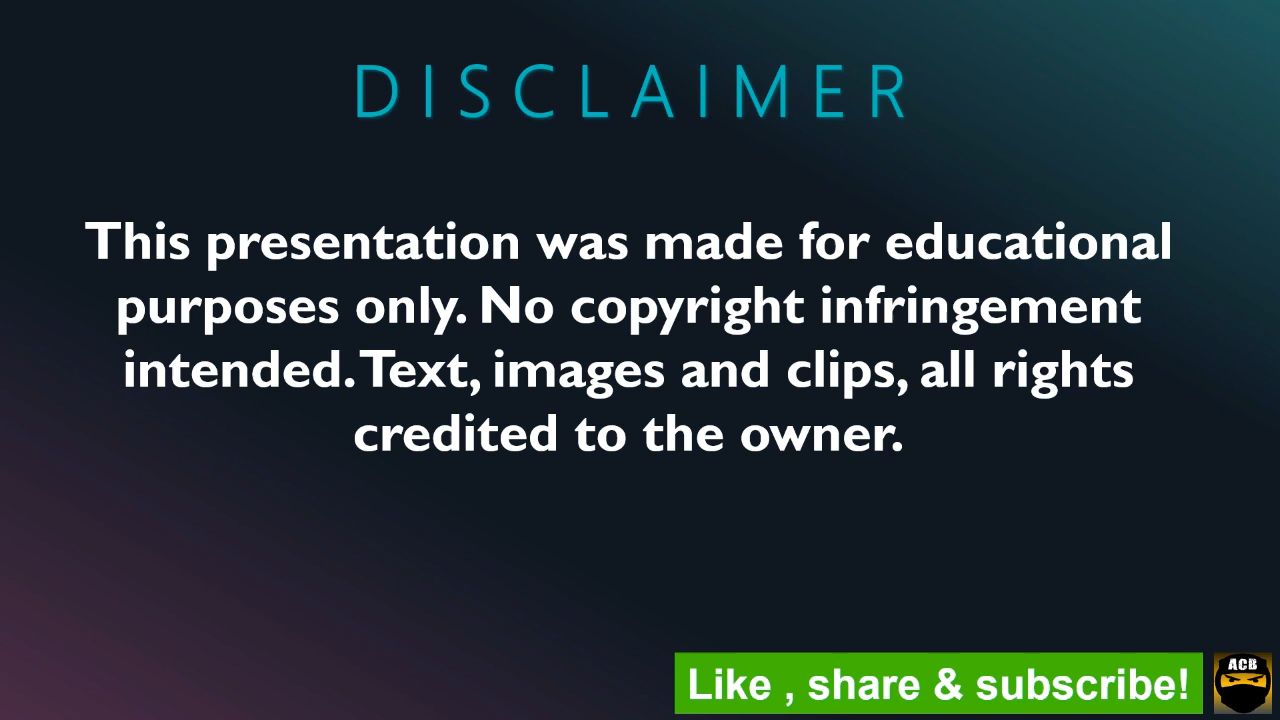 DISCLAIMER
This presentation was made for educational
purposes only. No copyright infringement
intended. Text, images and clips, all rights
credited to the owner.
Like , share & subscribe!
ACB